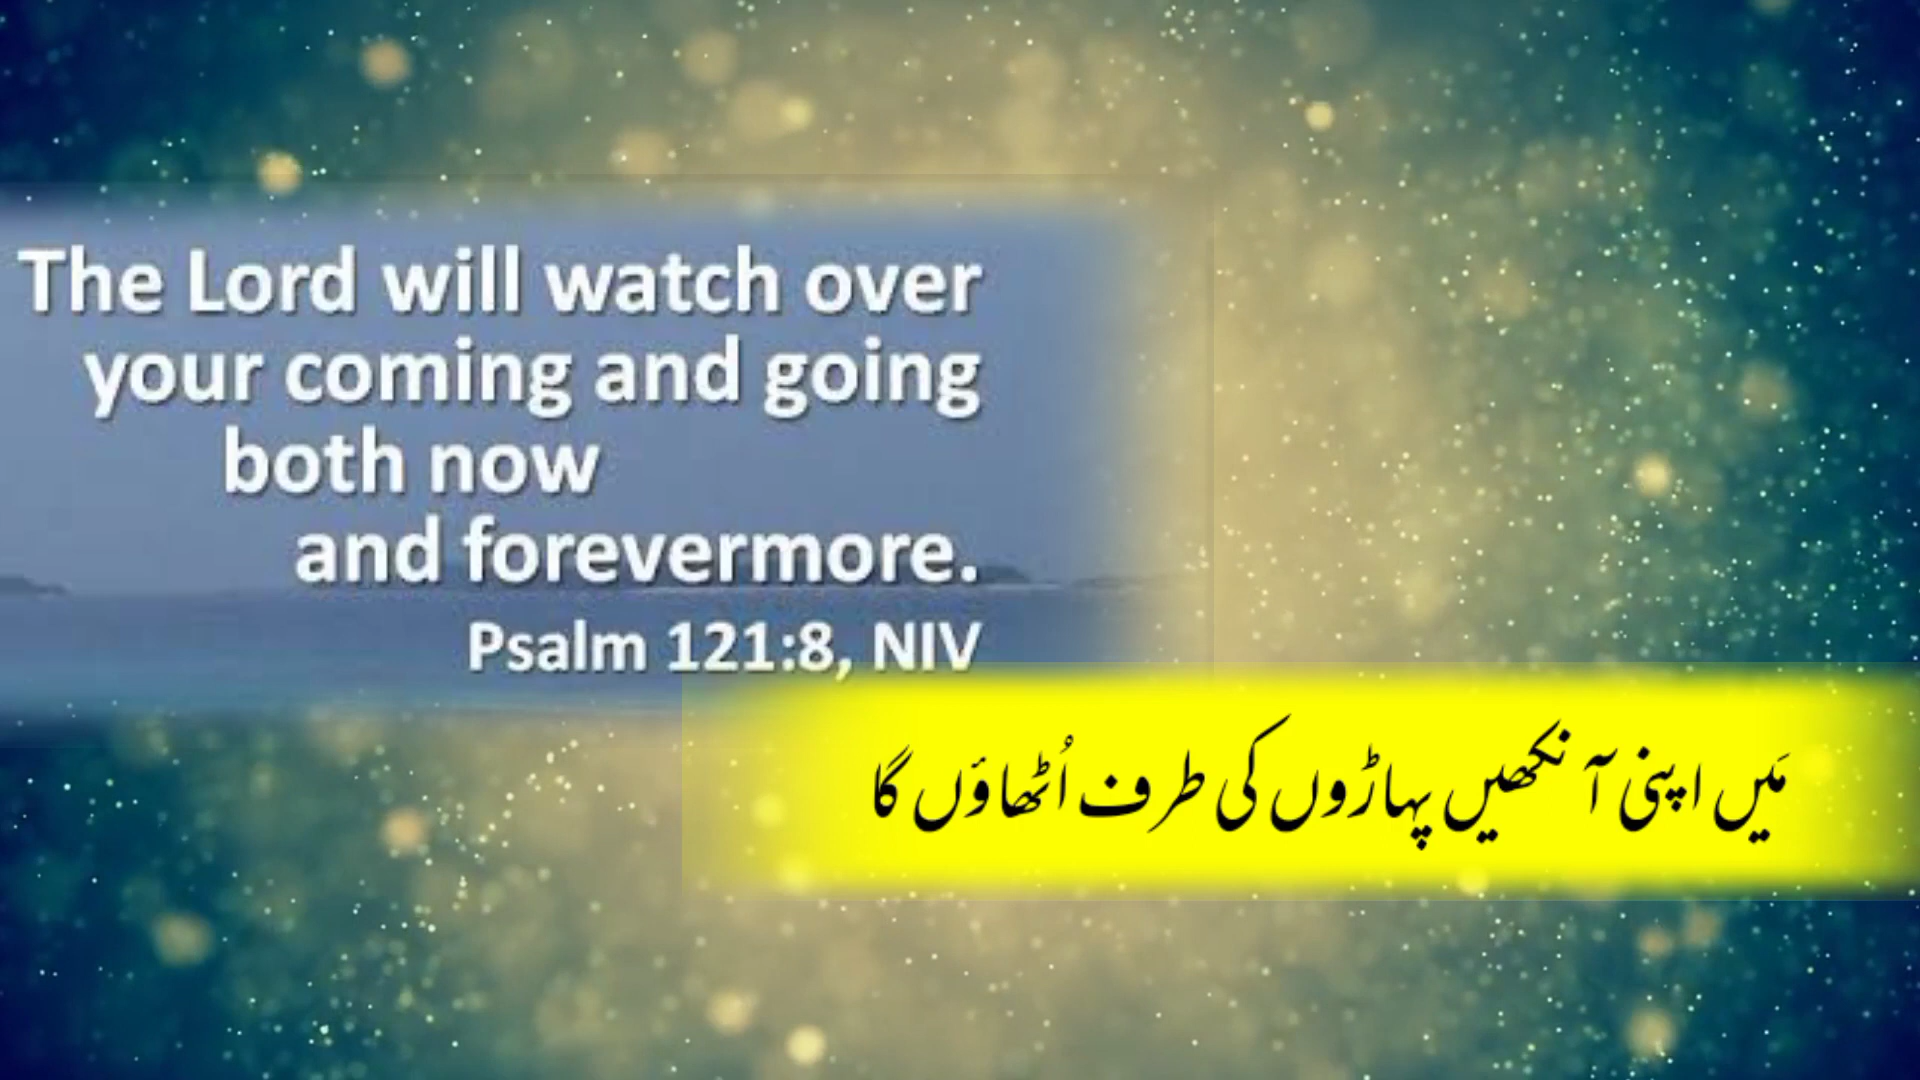 The Lord will watch over
your coming and going
both now
and forevermore.
Psalm 121:8, NIV
مَیں اپنی آنکھیں پہاڑوں کی طرف اُٹھاؤں گا